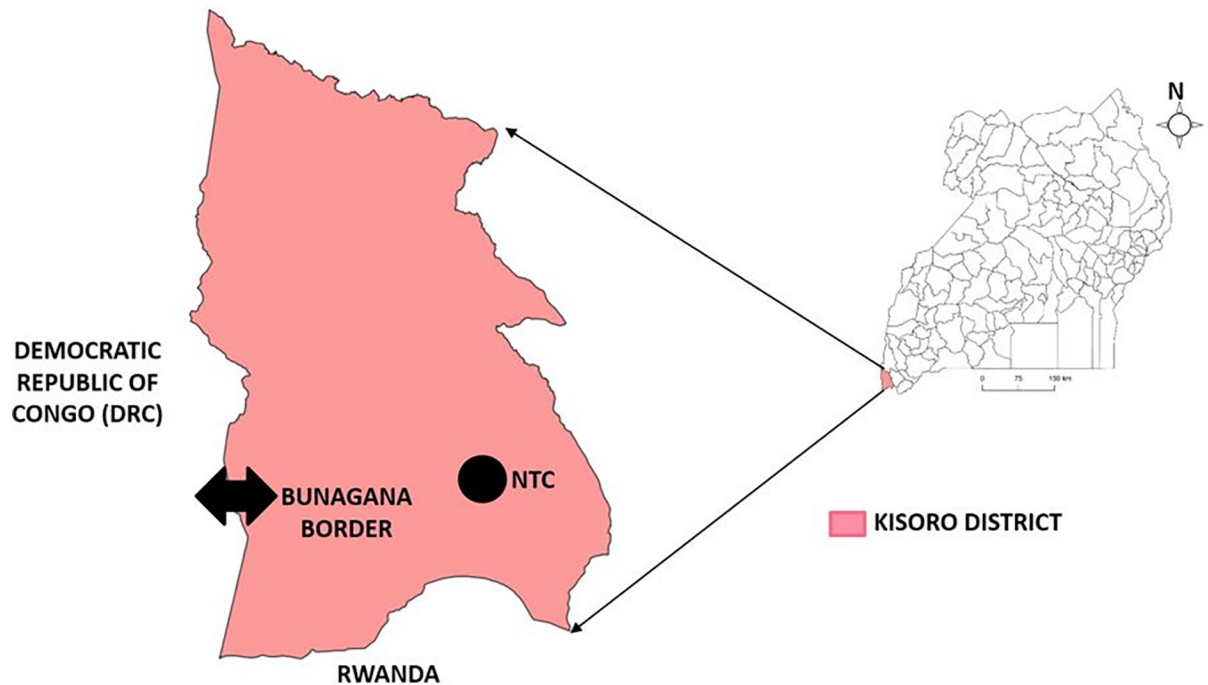 N
0 75 150 km
DEMOCRATIC
REPUBLIC OF
CONGO (DRC)
NTC
BUNAGANA
BORDER
KISORO DISTRICT
RWANDA